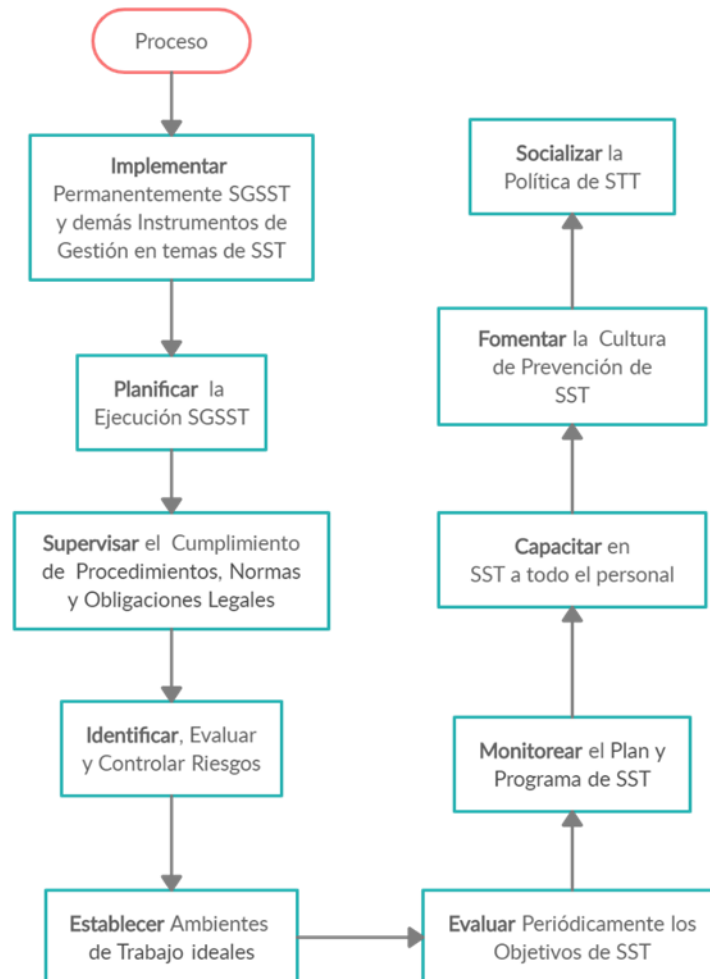 Proceso
Implementar
Permanentemente SGSST
y demás Instrumentos de
Gestión en temas de SST
Planificar la
Ejecución SGSST
Supervisar el Cumplimiento
de Procedimientos, Normas
y Obligaciones Legales
Identificar, Evaluar
y Controlar Riesgos
Establecer Ambientes
de Trabajo ideales
Evaluar Periódicamente los
Objetivos de SST
Monitorear el Plan y
Programa de SST
Capacitar en
SST a todo el personal
Fomentar la Cultura
de Prevención de
SST
Socializar la
Política de STT